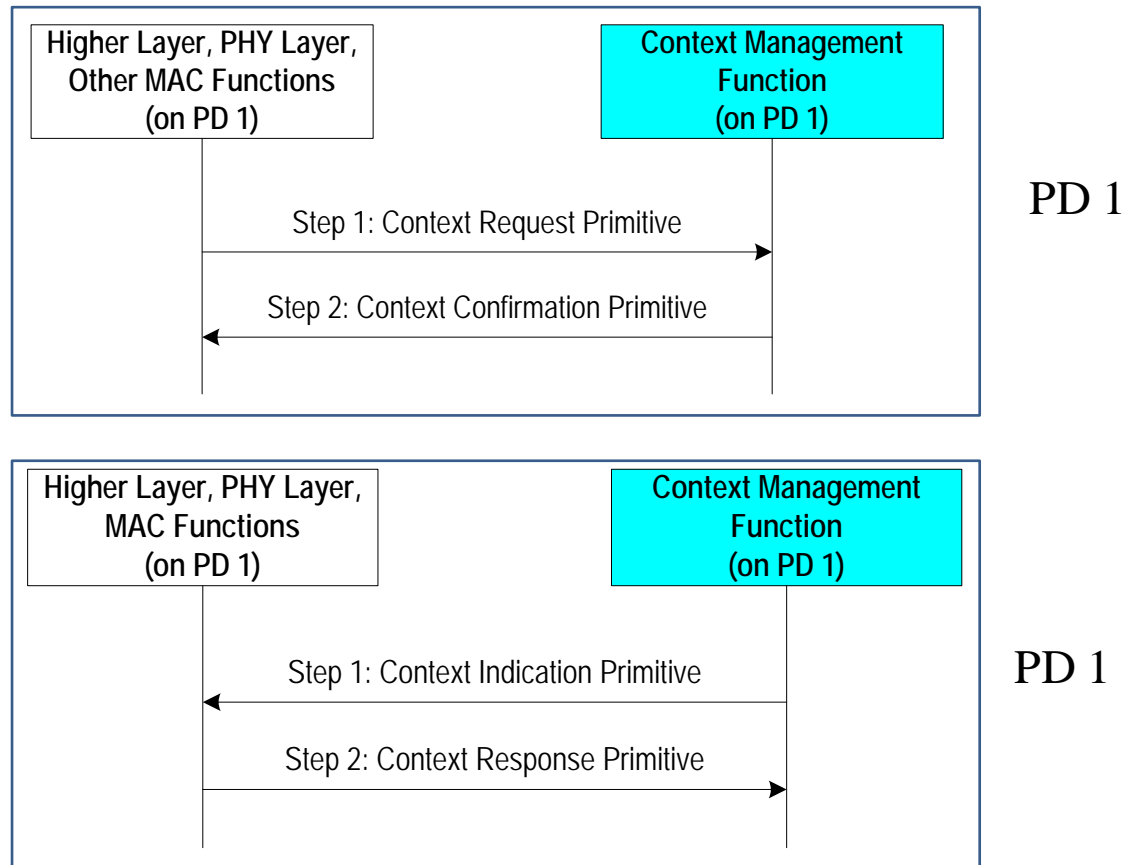 Higher Layer, PHY Layer,
Other MAC Functions
(on PD 1)
Context Management
Function
(on PD 1)
PD 1
Step 1: Context Request Primitive
Step 2: Context Confirmation Primitive
Higher Layer, PHY Layer,
MAC Functions
(on PD 1)
Context Management
Function
(on PD 1)
PD 1
Step 1: Context Indication Primitive
Step 2: Context Response Primitive